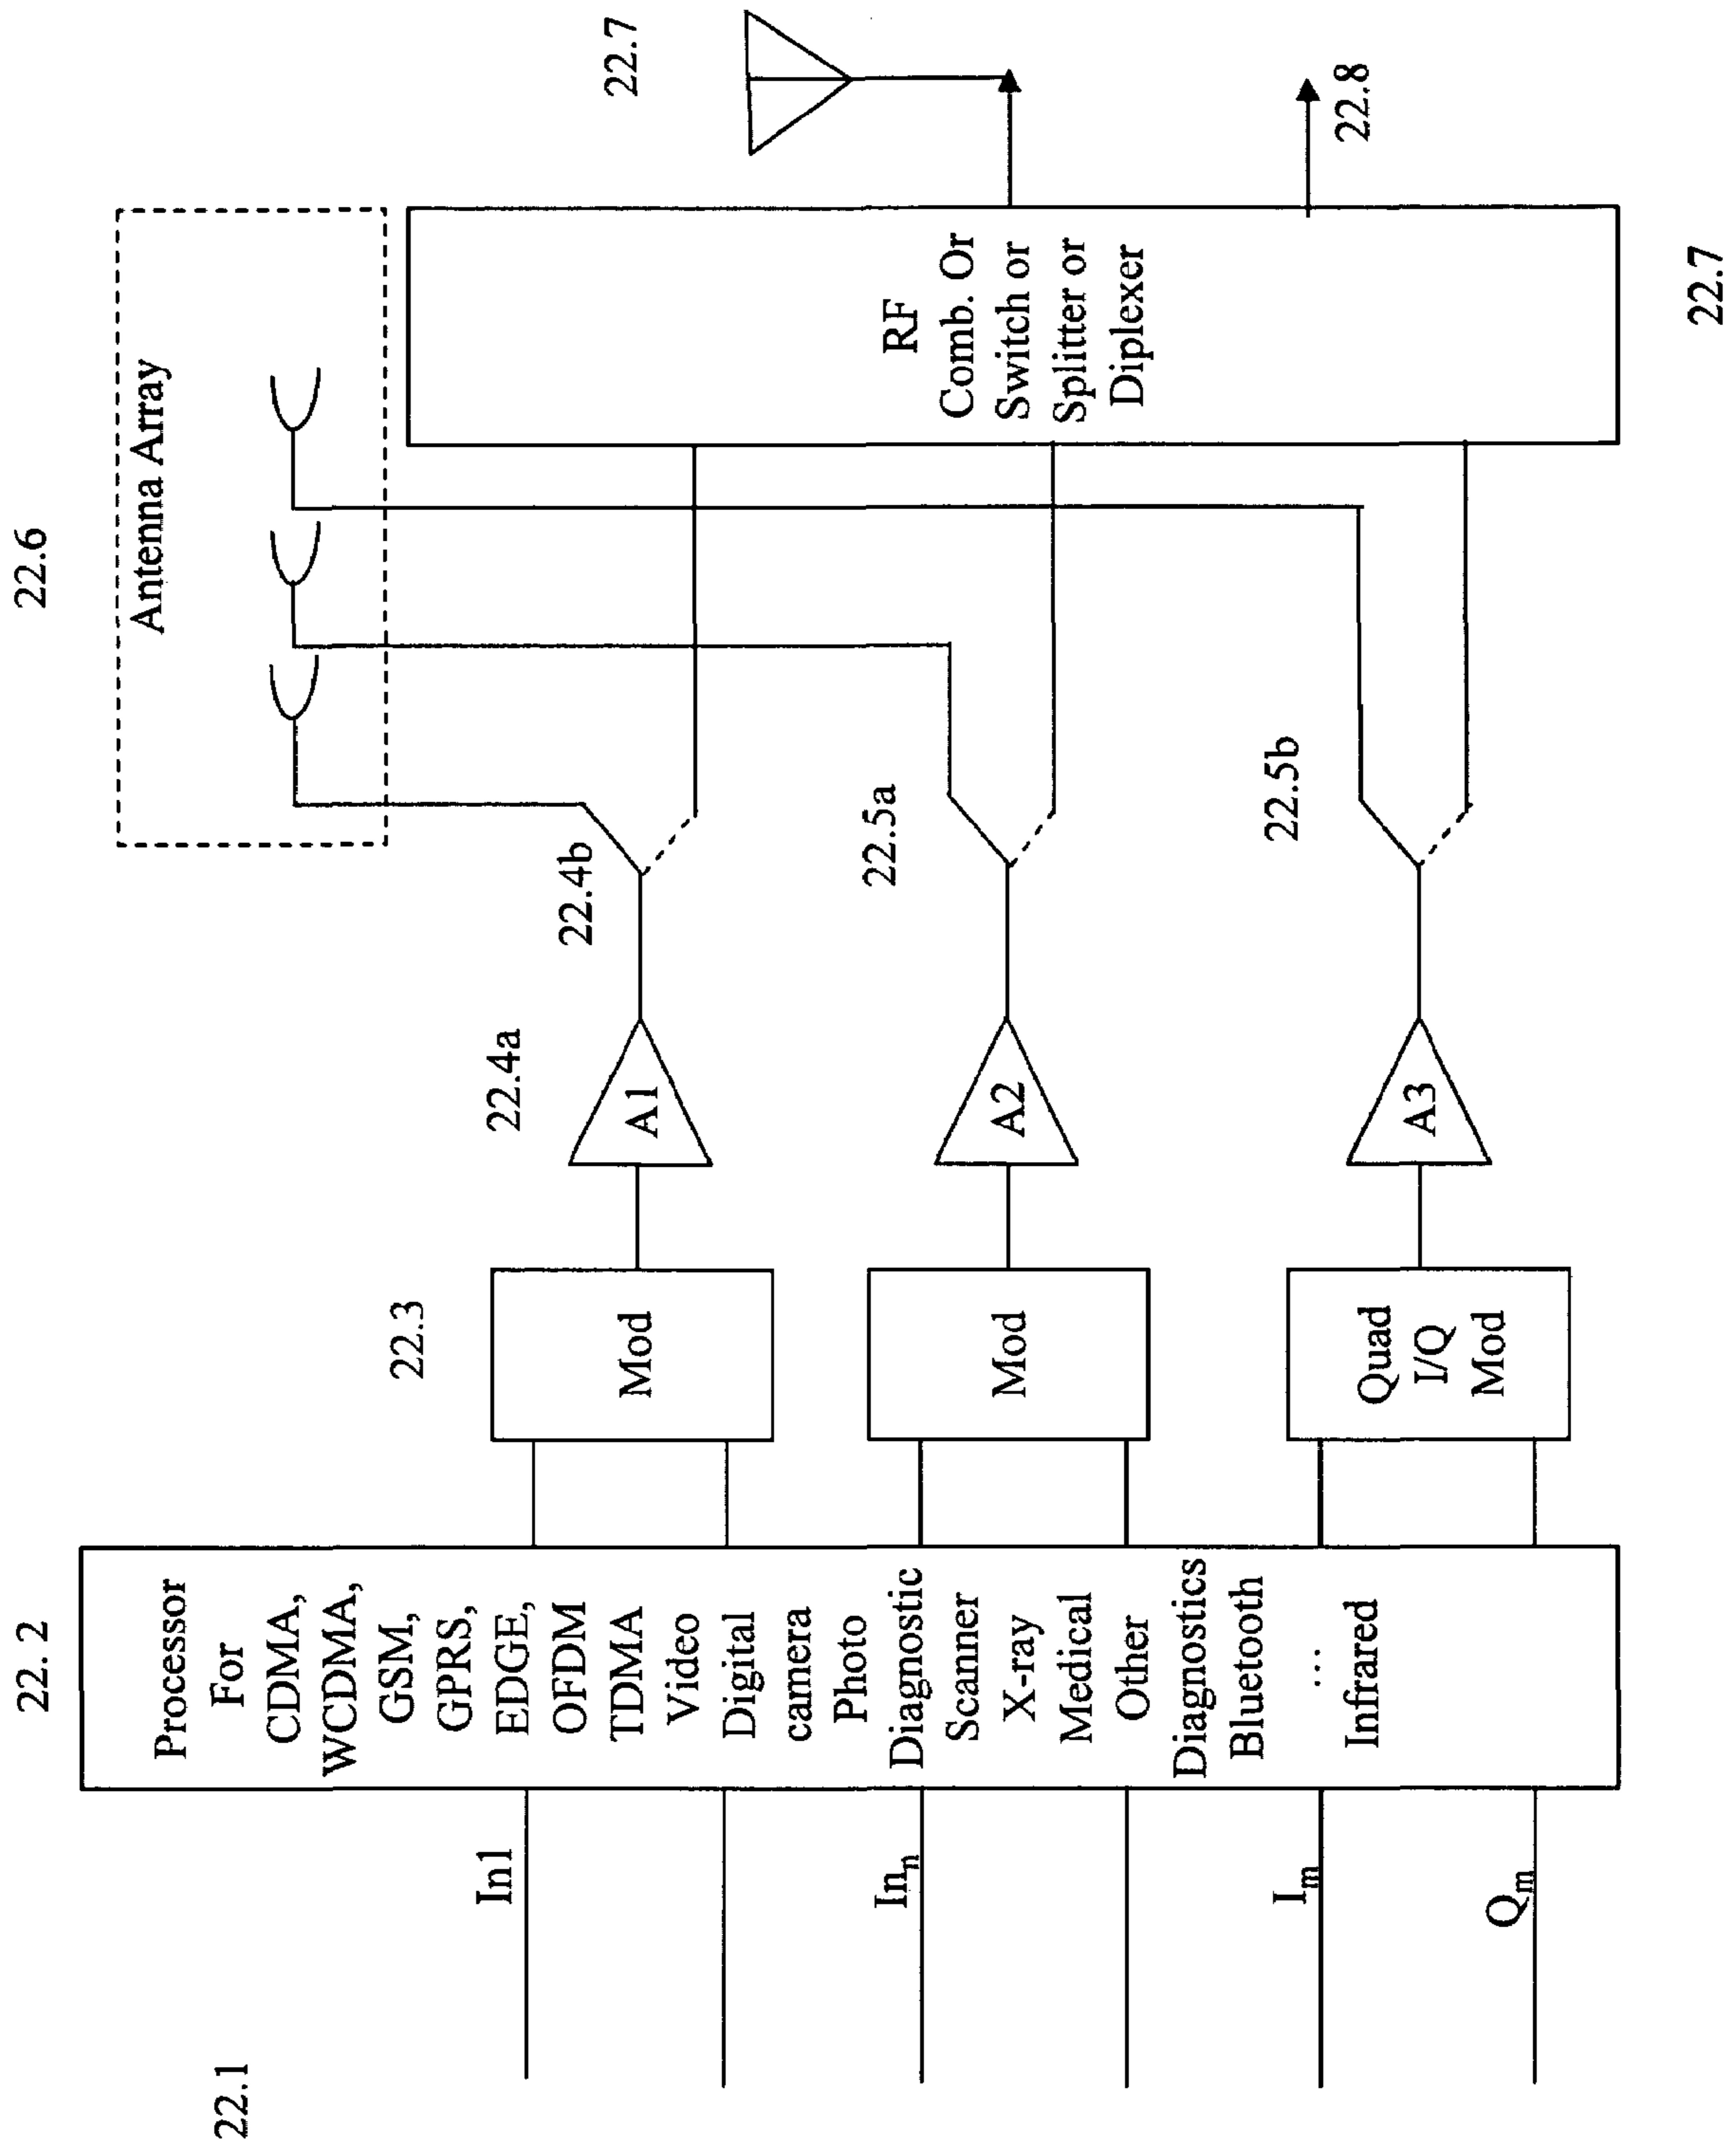 22.1
22. 2
22.3
22.4a
22.4b
22.5a
22.5b
22.6
22.7
22.8
22.7
In1
In_n
I_m
Q_m
Processor
For
CDMA,
WCDMA,
GSM,
GPRS,
EDGE,
OFDM
TDMA
Video
Digital
camera
Photo
Diagnostic
Scanner
X-ray
Medical
Other
Diagnostics
Bluetooth
...
Infrared
Mod
Mod
Quad
I/Q
Mod
A1
A2
A3
Antenna Array
RF
Comb. Or
Switch or
Splitter or
Diplexer